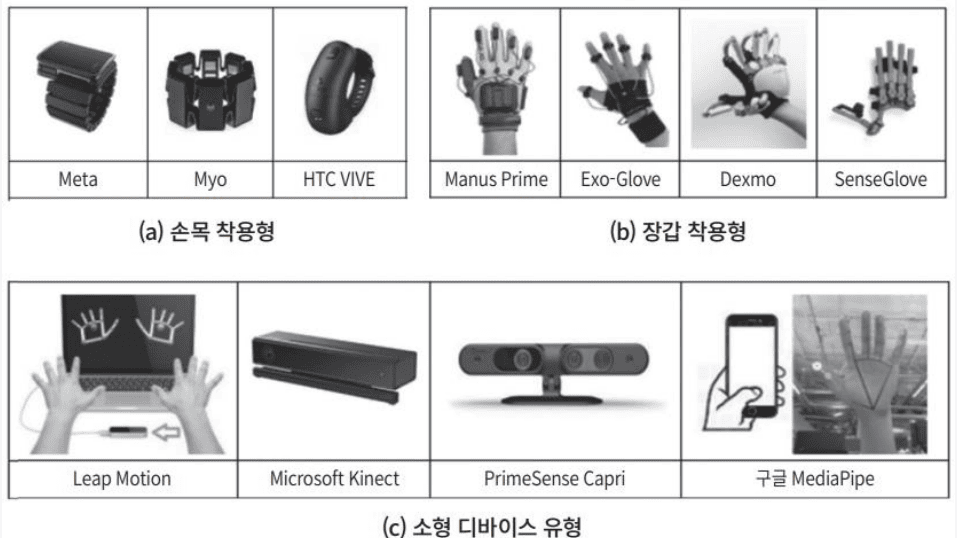 Meta Myo HTC VIVE
Manus Prime Exo-Glove Dexmo SenseGlove
(a) 손목 착용형
(b) 장갑 착용형
Leap Motion Microsoft Kinect PrimeSense Capri 구글 MediaPipe
(c) 소형 디바이스 유형